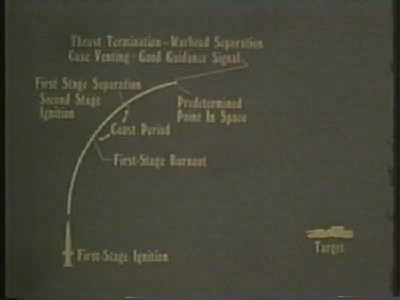 Thrust Termination - Warhead Separation
Case Venting - Good Guidance Signal
First Stage Separation
Second Stage
Ignition
Predetermined
Point In Space
Coast Period
First-Stage Burnout
First-Stage Ignition
Target